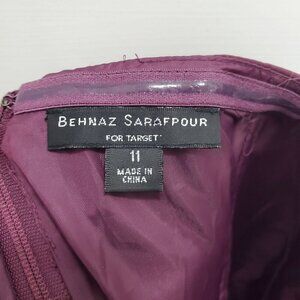 BEHNAZ SARAFPOUR
FOR TARGET
11
MADE IN
CHINA